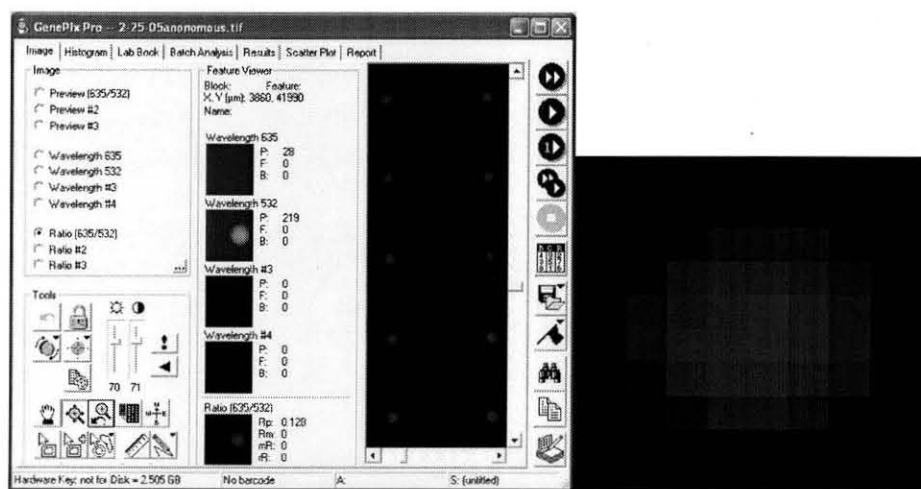 GenePix Pro -- 2-25-05anonomous.tif
Image Histogram Lab Book Batch Analysis Results Scatter Plot Report
Image
Preview (635/532)
Preview #2
Preview #3
Wavelength 635
Wavelength 532
Wavelength #3
Wavelength #4
Ratio (635/532)
Ratio #2
Ratio #3
...
Tools
70 71
Feature Viewer
Block: Feature:
X, Y (µm): 3860, 41990
Name:
Wavelength 635
P: 28
F: 0
B: 0
Wavelength 532
P: 219
F: 0
B: 0
Wavelength #3
P: 0
F: 0
B: 0
Wavelength #4
P: 0
F: 0
B: 0
Ratio (635/532)
Rp: 0.128
Rm: 0
mR: 0
rR: 0
Hardware Key: not for Disk = 2.505 GB No barcode A: S: (untitled)